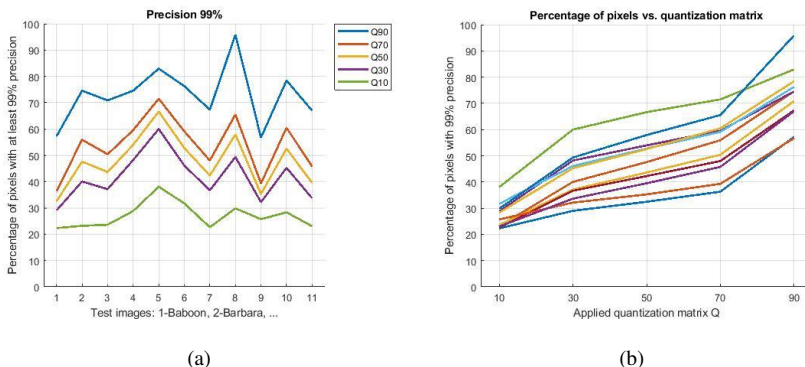 Precision 99%
Percentage of pixels with at least 99% precision
100
90
80
70
60
50
40
30
20
10
0
1 2 3 4 5 6 7 8 9 10 11
Test images: 1-Baboon, 2-Barbara, ...
Q90
Q70
Q50
Q30
Q10
(a)
Percentage of pixels vs. quantization matrix
Percentage of pixels with 99% precision
100
90
80
70
60
50
40
30
20
10
0
10 30 50 70 90
Applied quantization matrix Q
(b)